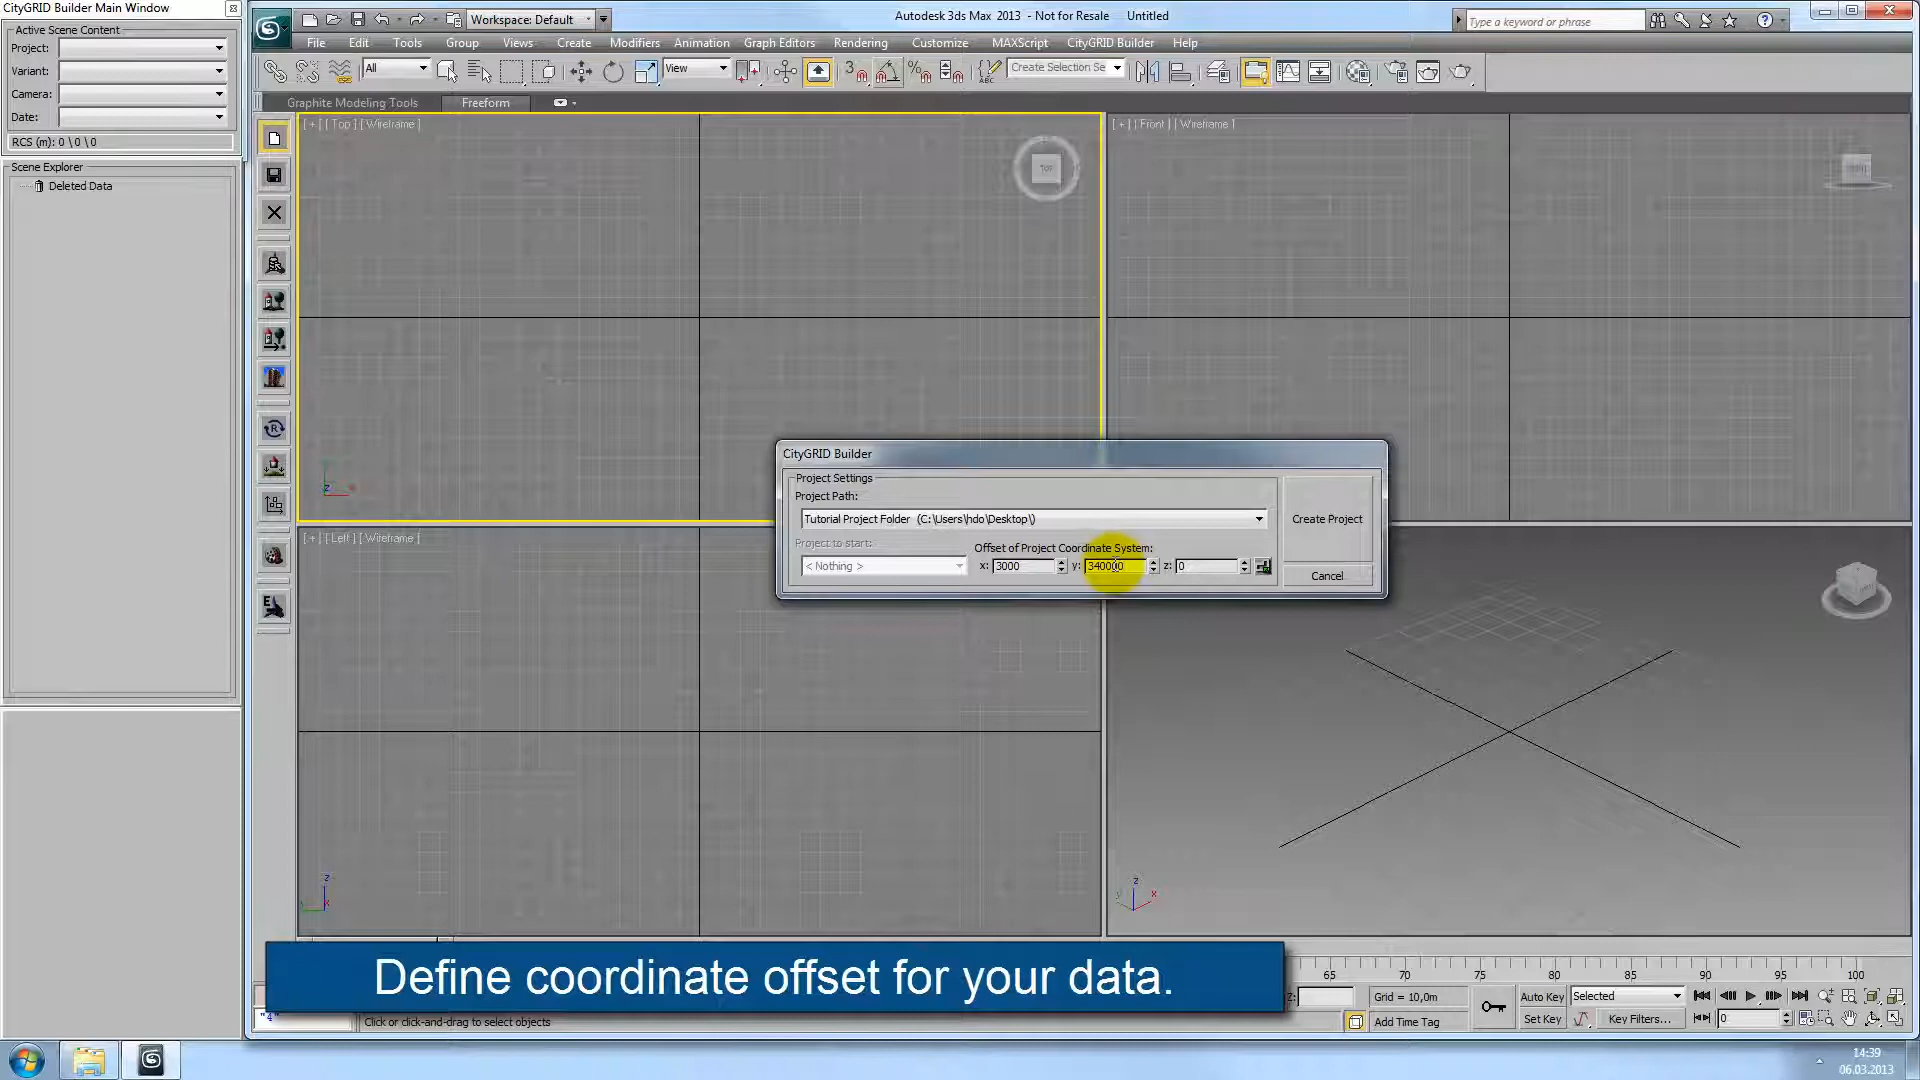 CityGRID Builder Main Window
Autodesk 3ds Max 2013 - Not for Resale Untitled
Workspace: Default
Type a keyword or phrase
File Edit Tools Group Views Create Modifiers Animation Graph Editors Rendering Customize MAXScript CityGRID Builder Help
All
View
Create Selection Se
Graphite Modeling Tools Freeform
Active Scene Content
Project:
Variant:
Camera:
Date:
RCS (m): 0 \ 0 \ 0
Scene Explorer
Deleted Data
[ + ] [ Top ] [ Wireframe ]
TOP
[ + ] [ Front ] [ Wireframe ]
[ + ] [ Left ] [ Wireframe ]
CityGRID Builder
Project Settings
Project Path:
Tutorial Project Folder (C:\Users\hdo\Desktop\)
Project to start:
< Nothing >
Offset of Project Coordinate System:
x: 3000 y: 340000 z: 0
Create Project
Cancel
Define coordinate offset for your data.
65 70 75 80 85 90 95 100
Z:
Grid = 10,0m
Add Time Tag
Auto Key
Selected
Set Key
Key Filters...
0
"4"
Click or click-and-drag to select objects
14:39
06.03.2013